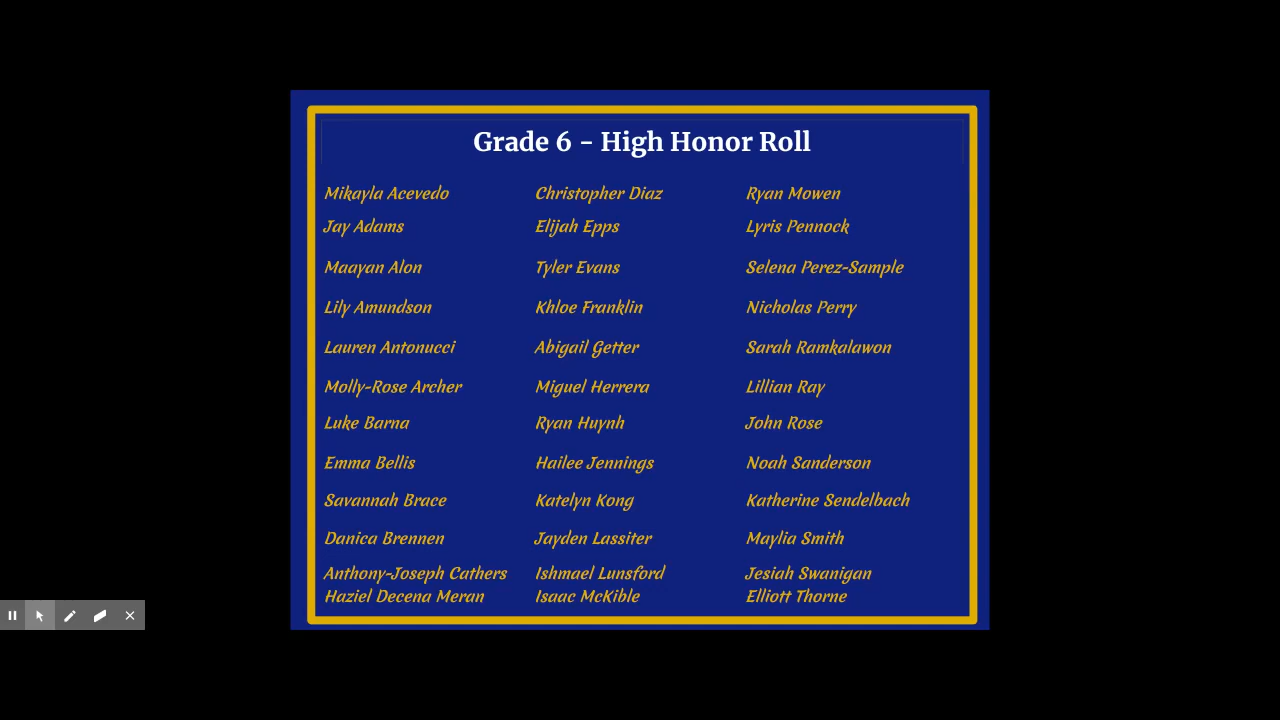 Grade 6 - High Honor Roll
Mikayla Acevedo
Jay Adams
Maayan Alon
Lily Amundson
Lauren Antonucci
Molly-Rose Archer
Luke Barna
Emma Bellis
Savannah Brace
Danica Brennen
Anthony-Joseph Cathers
Haziel Decena Meran
Christopher Diaz
Elijah Epps
Tyler Evans
Khloe Franklin
Abigail Getter
Miguel Herrera
Ryan Huynh
Hailee Jennings
Katelyn Kong
Jayden Lassiter
Ishmael Lunsford
Isaac McKible
Ryan Mowen
Lyris Pennock
Selena Perez-Sample
Nicholas Perry
Sarah Ramkalawon
Lillian Ray
John Rose
Noah Sanderson
Katherine Sendelbach
Maylia Smith
Jesiah Swanigan
Elliott Thorne